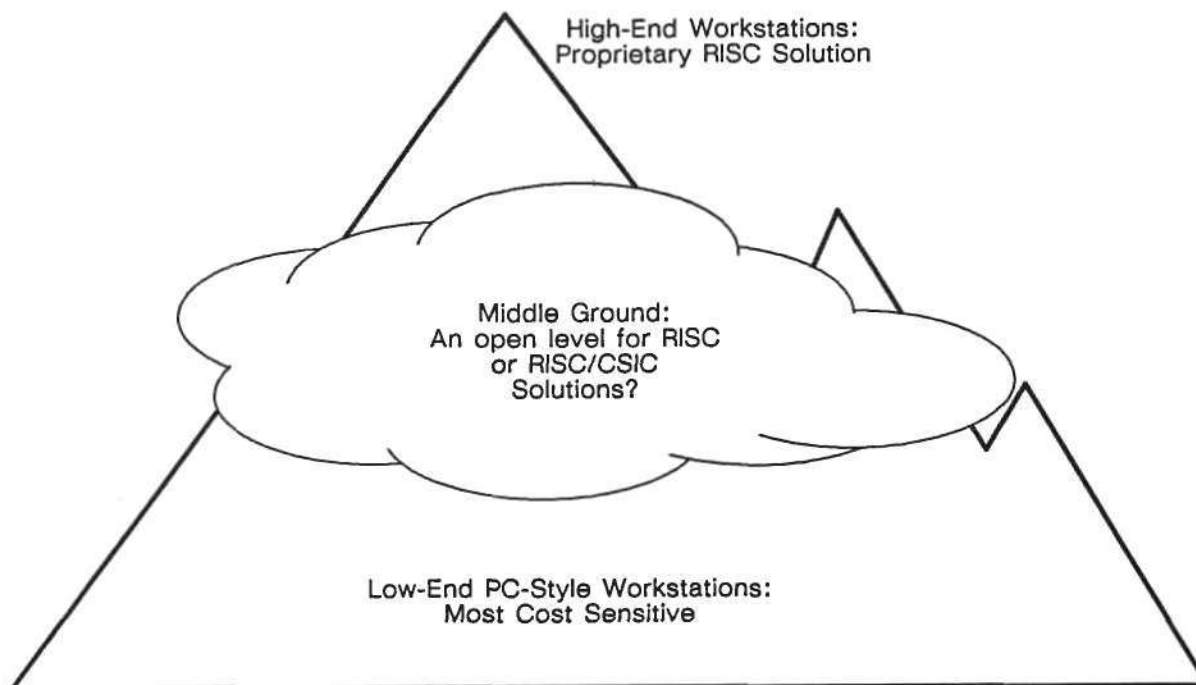 High-End Workstations:
Proprietary RISC Solution
Middle Ground:
An open level for RISC
or RISC/CSIC
Solutions?
Low-End PC-Style Workstations:
Most Cost Sensitive